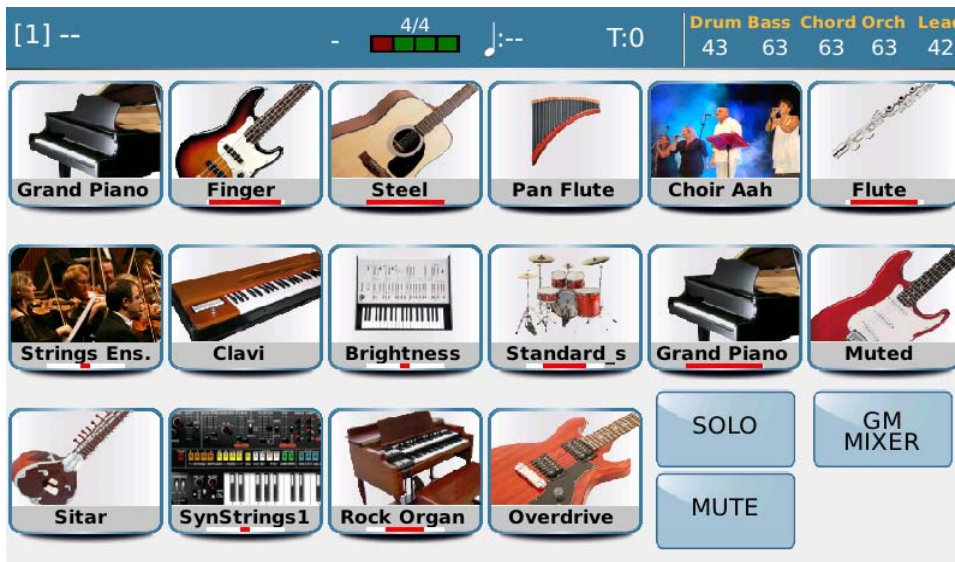 [1] --
-
4/4
:--
T:0
Drum Bass Chord Orch Lead
43 63 63 63 42
Grand Piano Finger Steel Pan Flute Choir Aah Flute
Strings Ens. Clavi Brightness Standard_s Grand Piano Muted
Sitar SynStrings1 Rock Organ Overdrive
SOLO
GM
MIXER
MUTE